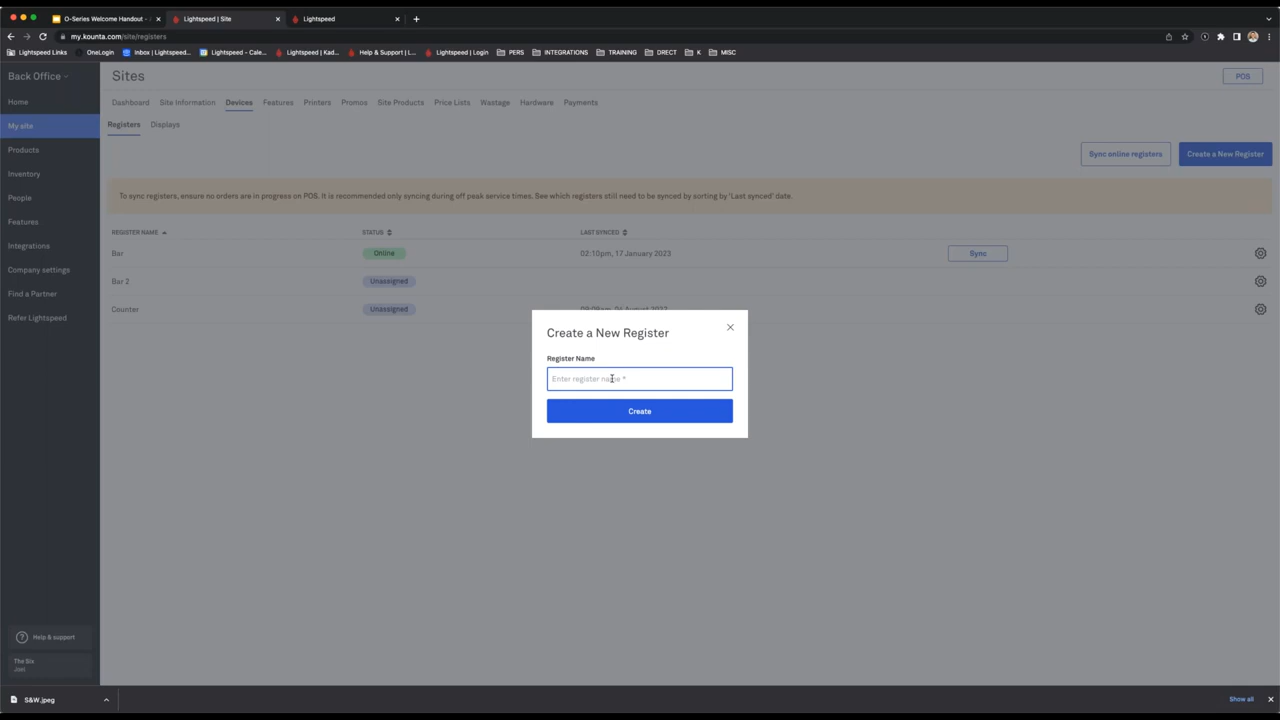 O-Series Welcome Handout -
Lightspeed | Site
Lightspeed
my.kounta.com/site/registers
Lightspeed Links
OneLogin
Inbox | Lightspeed...
Lightspeed - Cale...
Lightspeed | Kad...
Help & Support | L...
Lightspeed | Login
PERS
INTEGRATIONS
TRAINING
DRECT
K
MISC
Back Office
Sites
POS
Home
Dashboard
Site Information
Devices
Features
Printers
Promos
Site Products
Price Lists
Wastage
Hardware
Payments
My site
Registers
Displays
Products
Sync online registers
Create a New Register
Inventory
People
To sync registers, ensure no orders are in progress on POS. It is recommended only syncing during off peak service times. See which registers still need to be synced by sorting by 'Last synced' date.
Features
REGISTER NAME
STATUS
LAST SYNCED
Integrations
Bar
Online
02:10pm, 17 January 2023
Sync
Company settings
Bar 2
Unassigned
Find a Partner
Counter
Unassigned
Refer Lightspeed
Create a New Register
Register Name
Enter register name *
Create
Help & support
The Six
Joel
S&W.jpeg
Show all